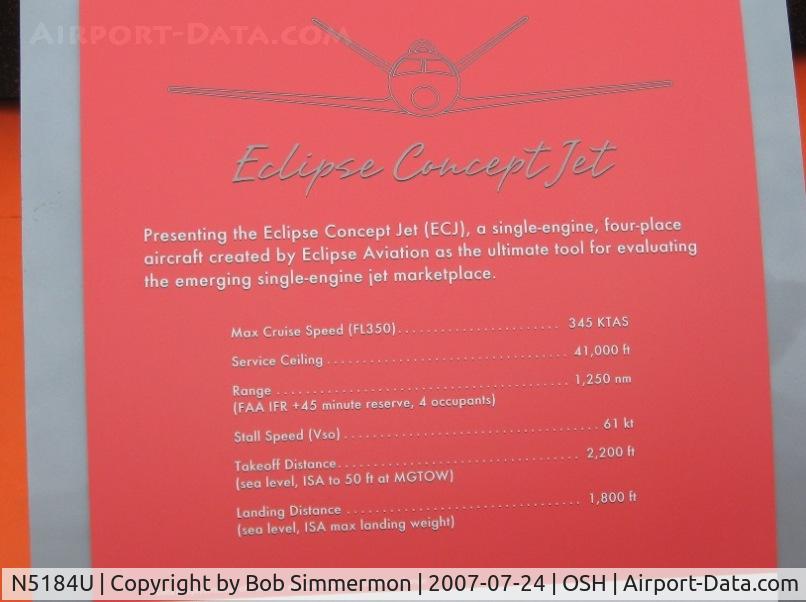 Airport-Data.com
Eclipse Concept Jet
Presenting the Eclipse Concept Jet (ECJ), a single-engine, four-place
aircraft created by Eclipse Aviation as the ultimate tool for evaluating
the emerging single-engine jet marketplace.
Max Cruise Speed (FL350)....................... 345 KTAS
Service Ceiling.................................. 41,000 ft
Range ......................................... 1,250 nm
(FAA IFR +45 minute reserve, 4 occupants)
Stall Speed (Vso).................................... 61 kt
Takeoff Distance................................. 2,200 ft
(sea level, ISA to 50 ft at MGTOW)
Landing Distance ................................ 1,800 ft
(sea level, ISA max landing weight)
N5184U | Copyright by Bob Simmermon | 2007-07-24 | OSH | Airport-Data.com